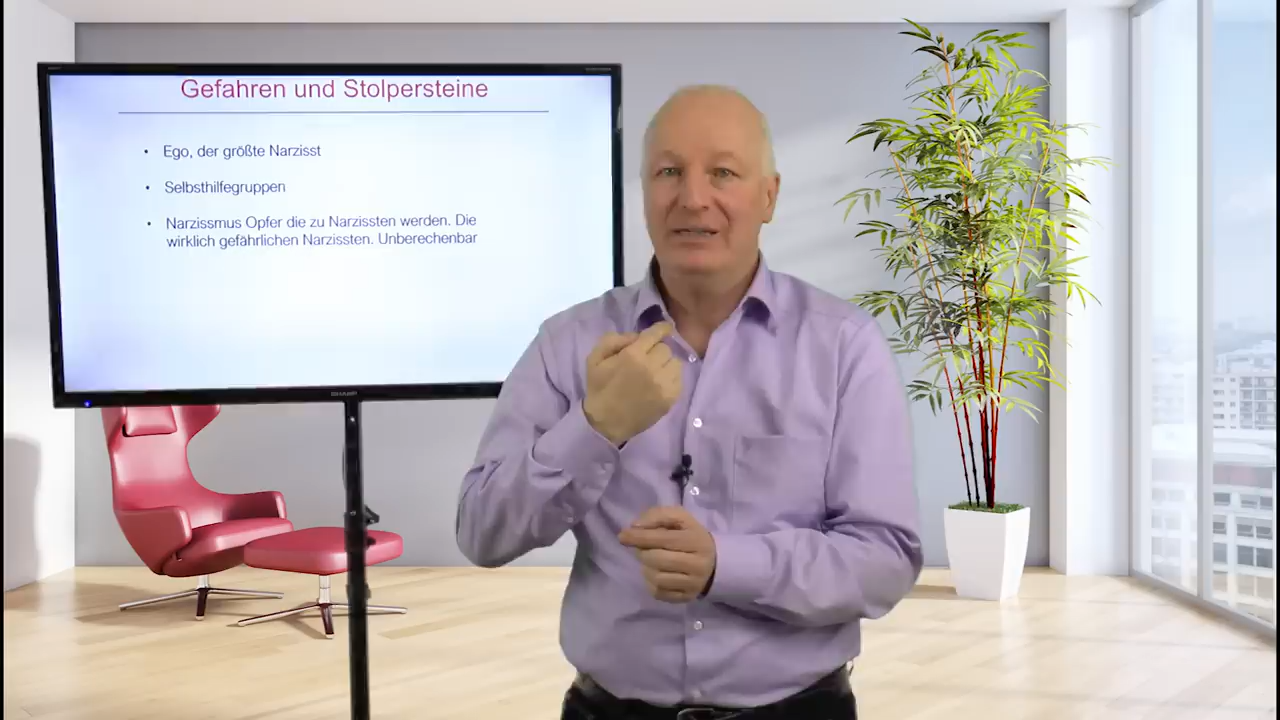 Gefahren und Stolpersteine
• Ego, der größte Narzisst
• Selbsthilfegruppen
• Narzissmus Opfer die zu Narzissten werden. Die
wirklich gefährlichen Narzissten. Unberechenbar
SHARP